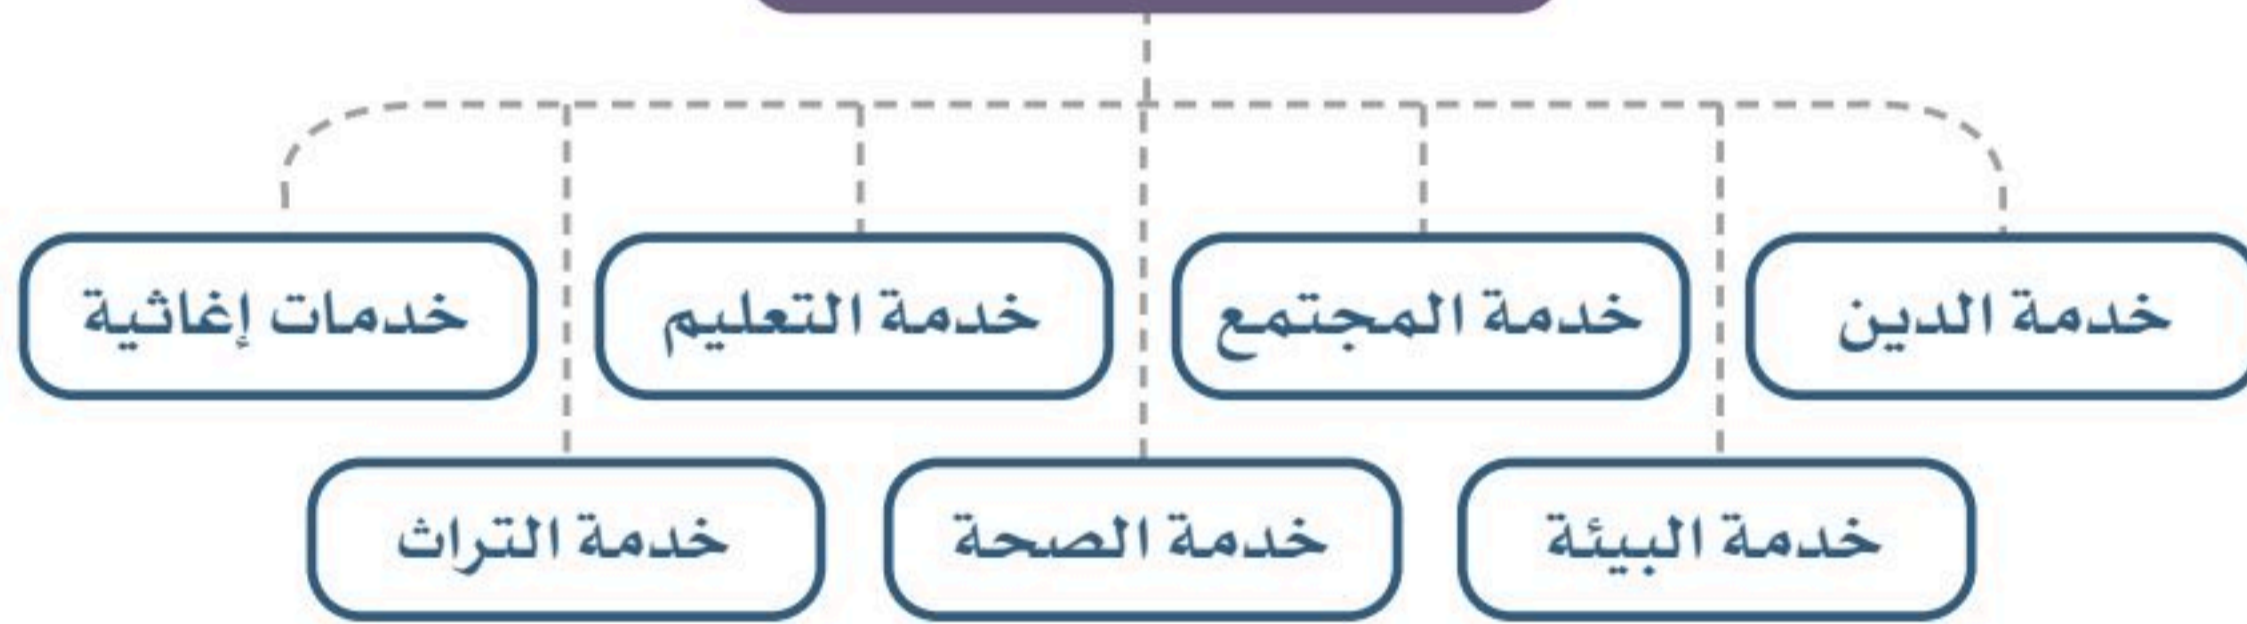 خدمة الدين
خدمة المجتمع
خدمة التعليم
خدمات إغاثية
خدمة البيئة
خدمة الصحة
خدمة التراث